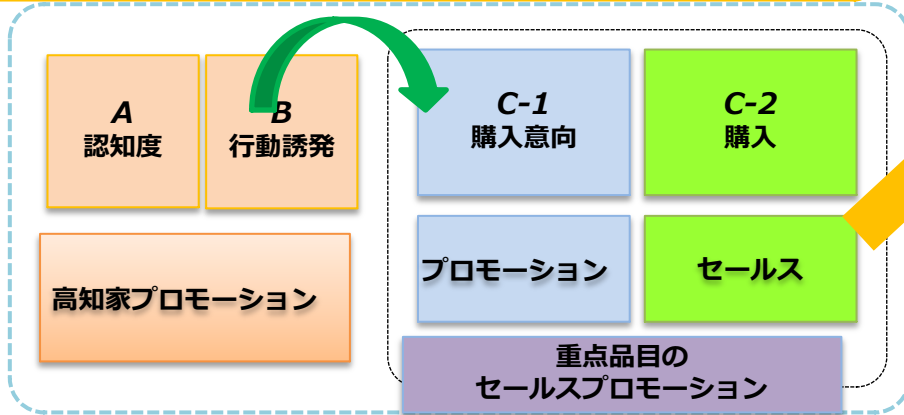 A
認知度
B
行動誘発
C-1
購入意向
C-2
購入
高知家プロモーション
プロモーション
セールス
重点品目の
セールスプロモーション